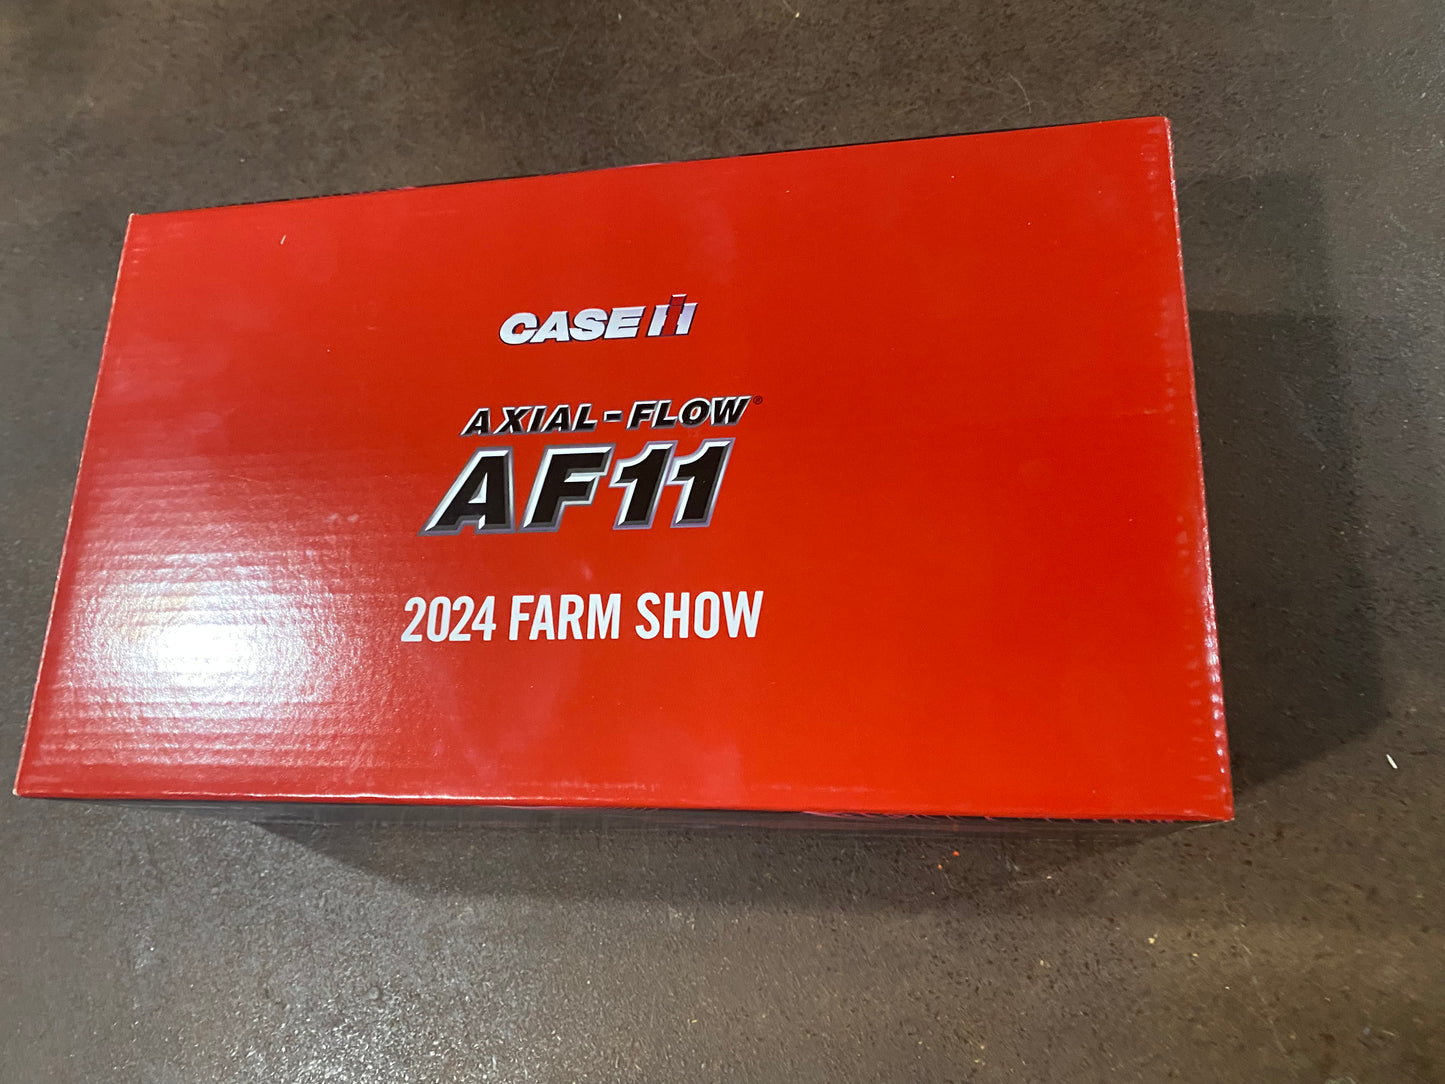 CASE IH
AXIAL-FLOW®
AF11
2024 FARM SHOW